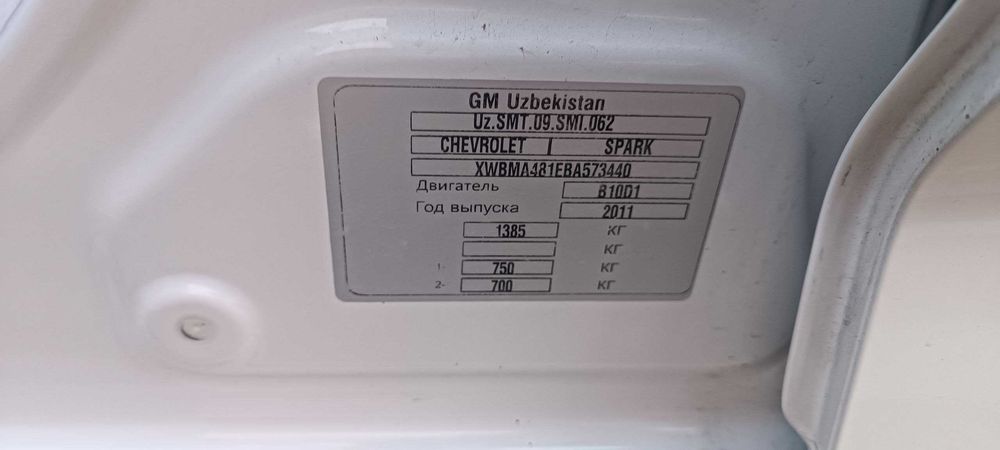 GM Uzbekistan
Uz.SMT.09.SMI.062
CHEVROLET SPARK
XWBMA481EBA573440
Двигатель B10D1
Год выпуска 2011
1385 КГ
КГ
1- 750 КГ
2- 700 КГ